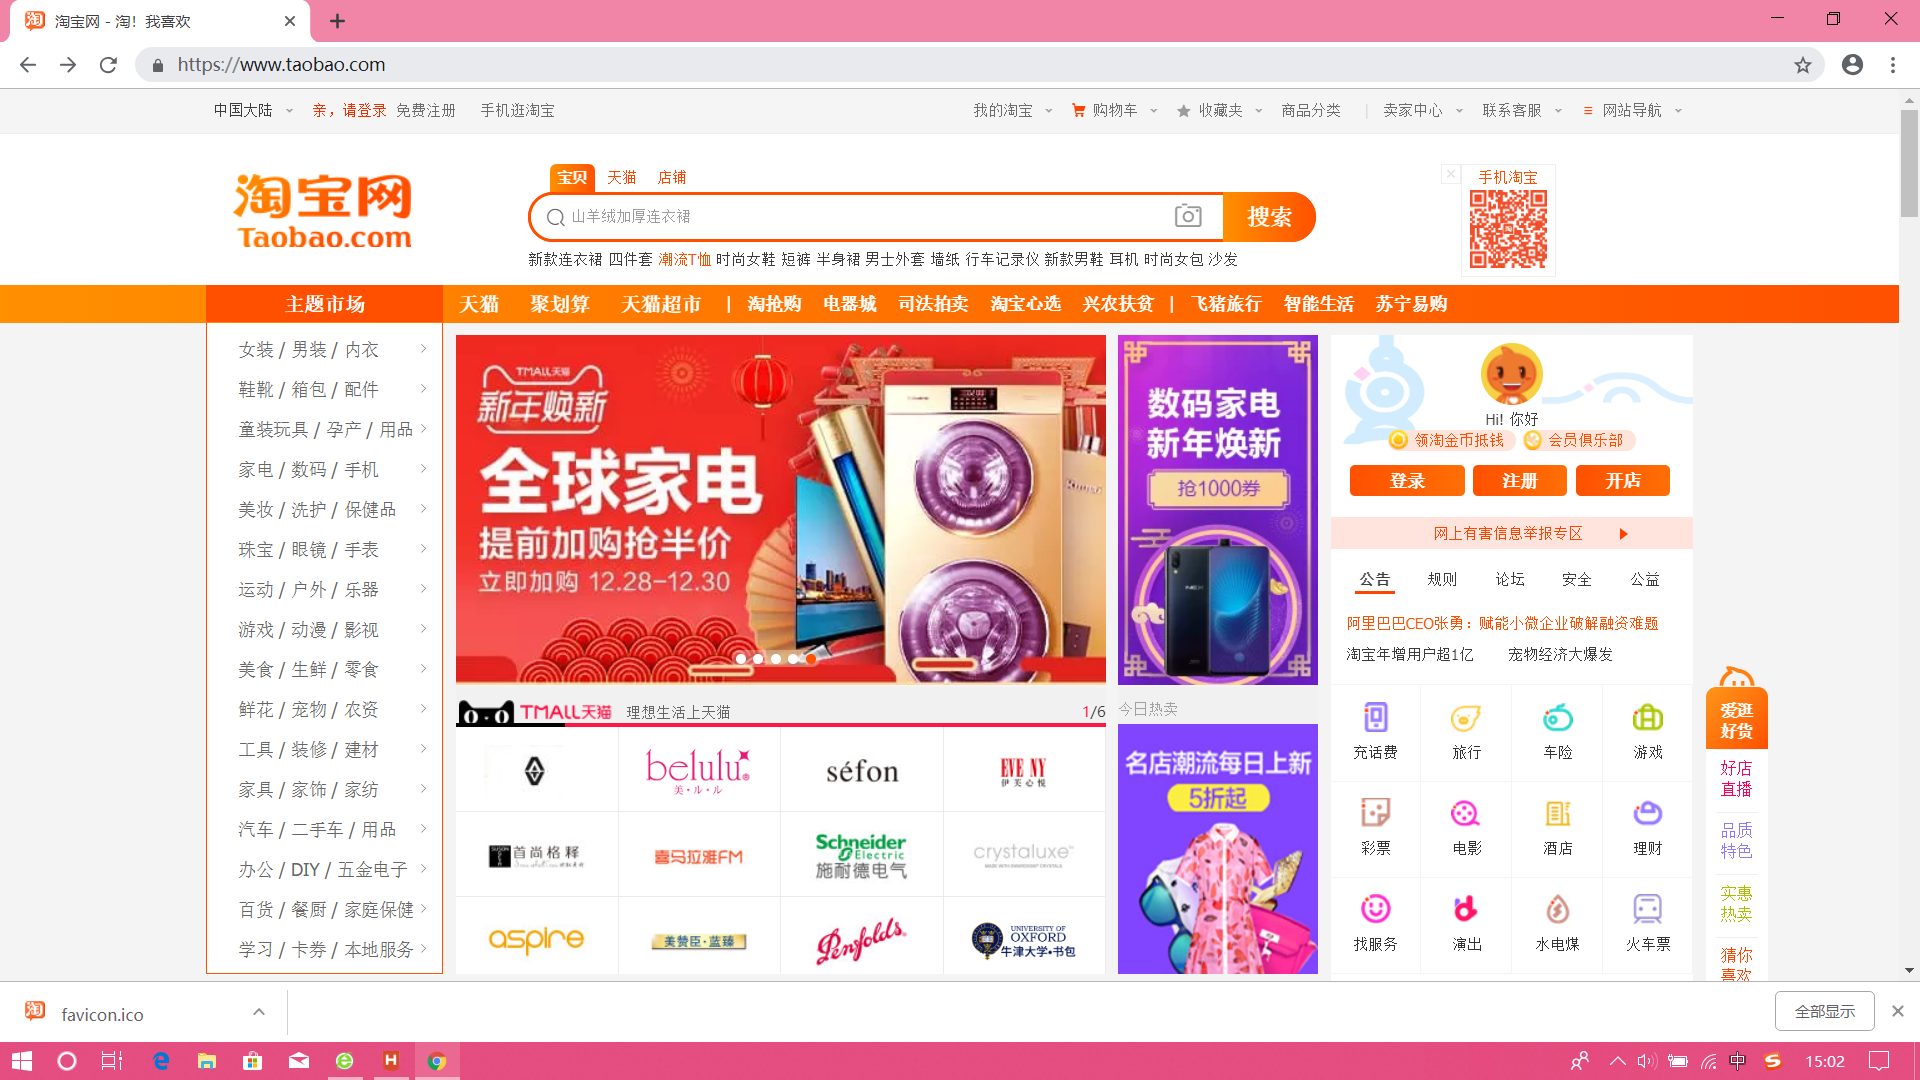 淘宝网 - 淘！我喜欢
https://www.taobao.com
中国大陆 亲，请登录 免费注册 手机逛淘宝 我的淘宝 购物车 收藏夹 商品分类 | 卖家中心 联系客服 网站导航
淘宝网
Taobao.com
宝贝 天猫 店铺
山羊绒加厚连衣裙
搜索
新款连衣裙 四件套 潮流T恤 时尚女鞋 短裤 半身裙 男士外套 墙纸 行车记录仪 新款男鞋 耳机 时尚女包 沙发
手机淘宝
主题市场 天猫 聚划算 天猫超市 | 淘抢购 电器城 司法拍卖 淘宝心选 兴农扶贫 | 飞猪旅行 智能生活 苏宁易购
女装 / 男装 / 内衣
鞋靴 / 箱包 / 配件
童装玩具 / 孕产 / 用品
家电 / 数码 / 手机
美妆 / 洗护 / 保健品
珠宝 / 眼镜 / 手表
运动 / 户外 / 乐器
游戏 / 动漫 / 影视
美食 / 生鲜 / 零食
鲜花 / 宠物 / 农资
工具 / 装修 / 建材
家具 / 家饰 / 家纺
汽车 / 二手车 / 用品
办公 / DIY / 五金电子
百货 / 餐厨 / 家庭保健
学习 / 卡券 / 本地服务
TMALL天猫
新年焕新
全球家电
提前加购抢半价
立即加购 12.28-12.30
数码家电
新年焕新
抢1000券
Hi! 你好
领淘金币抵钱 会员俱乐部
登录 注册 开店
网上有害信息举报专区
公告 规则 论坛 安全 公益
阿里巴巴CEO张勇：赋能小微企业破解融资难题
淘宝年增用户超1亿 宠物经济大爆发
TMALL天猫 理想生活上天猫 1/6
今日热卖
belulu
美·ル·ル
séfon
EVE NY
伊芙心悦
首尚格释
喜马拉雅FM
Schneider
Electric
施耐德电气
crystaluxe
aspire
美赞臣·蓝臻
Penfolds
UNIVERSITY OF
OXFORD
牛津大学·书包
名店潮流每日上新
5折起
充话费 旅行 车险 游戏
彩票 电影 酒店 理财
找服务 演出 水电煤 火车票
爱逛
好货
好店
直播
品质
特色
实惠
热卖
猜你
喜欢
favicon.ico
全部显示
中
15:02